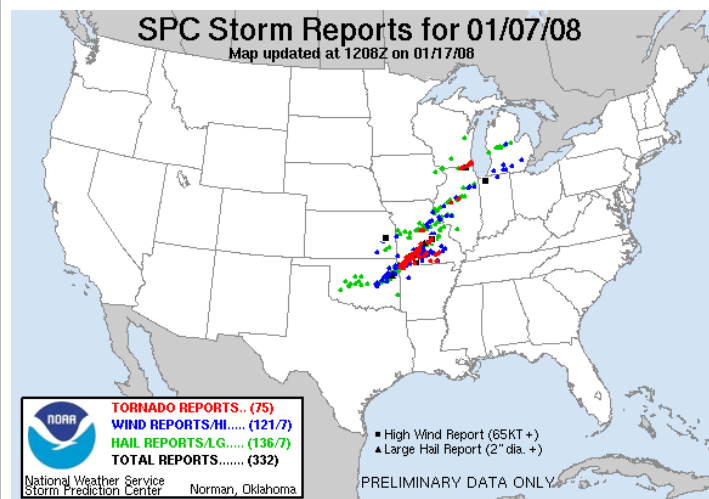 SPC Storm Reports for 01/07/08
Map updated at 1208Z on 01/17/08
NOAA
TORNADO REPORTS.. (75)
WIND REPORTS/HI..... (121/7)
HAIL REPORTS/LG..... (136/7)
TOTAL REPORTS....... (332)
National Weather Service
Storm Prediction Center Norman, Oklahoma
High Wind Report (65KT +)
Large Hail Report (2" dia. +)
PRELIMINARY DATA ONLY